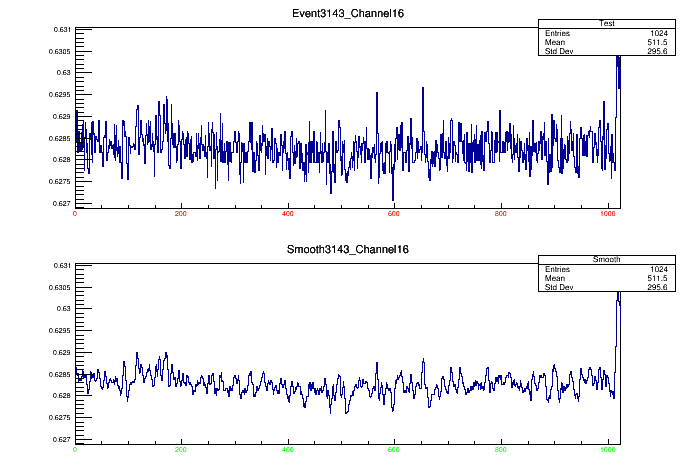 Event3143_Channel16
Test
Entries 1024
Mean 511.5
Std Dev 295.6
0.631
0.6305
0.63
0.6295
0.629
0.6285
0.628
0.6275
0.627
0 200 400 600 800 1000
Smooth3143_Channel16
Smooth
Entries 1024
Mean 511.5
Std Dev 295.6
0.631
0.6305
0.63
0.6295
0.629
0.6285
0.628
0.6275
0.627
0 200 400 600 800 1000